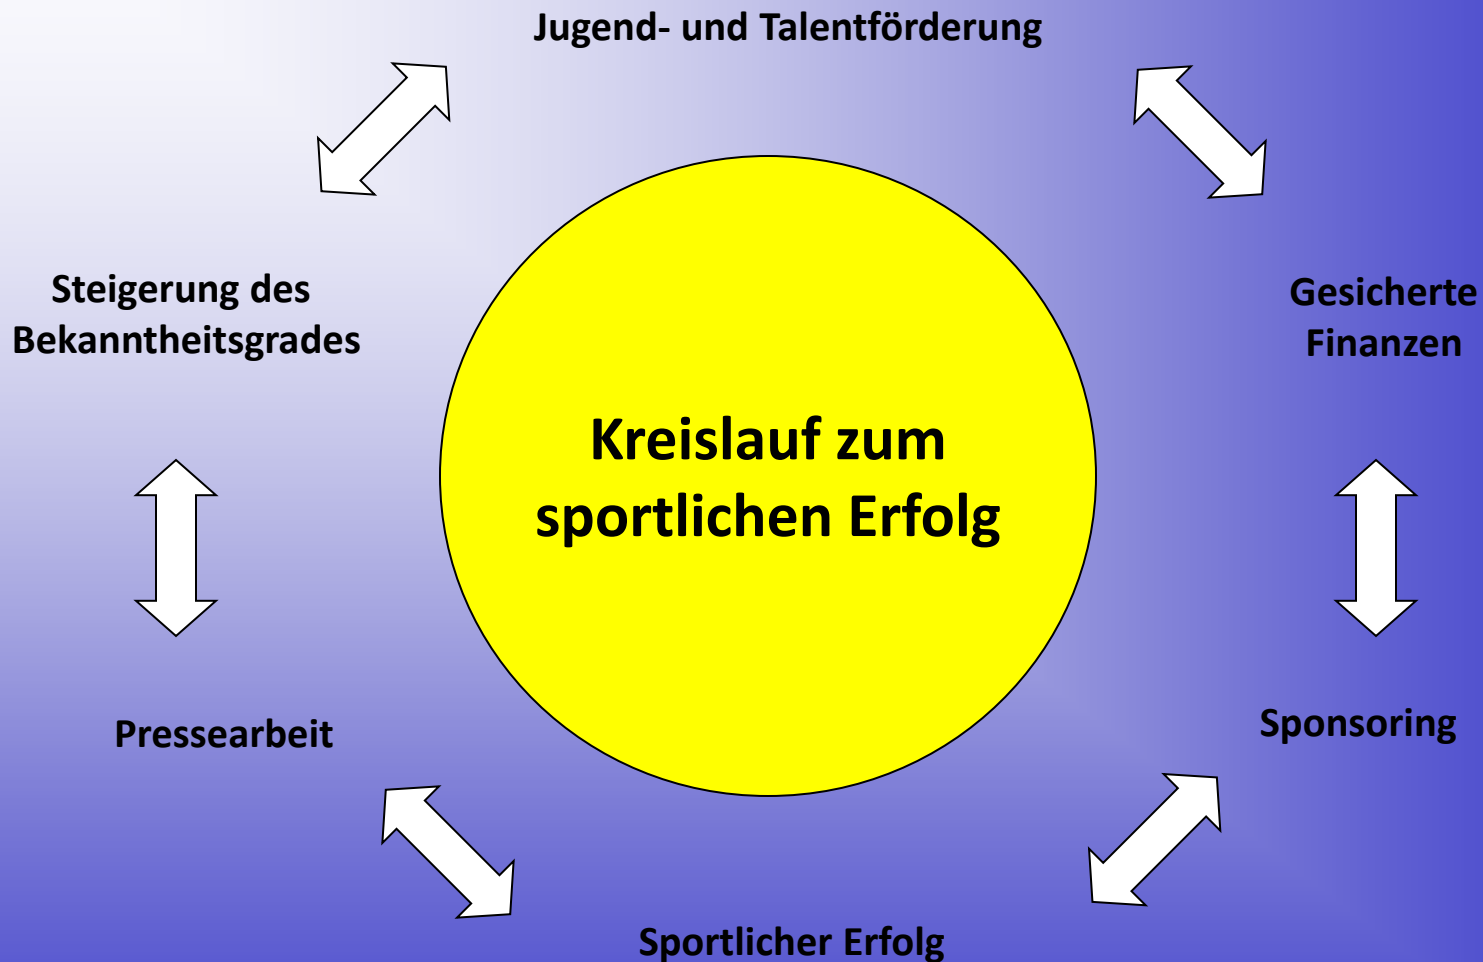 Jugend- und Talentförderung
Steigerung des
Bekanntheitsgrades
Gesicherte
Finanzen
Kreislauf zum
sportlichen Erfolg
Pressearbeit
Sponsoring
Sportlicher Erfolg